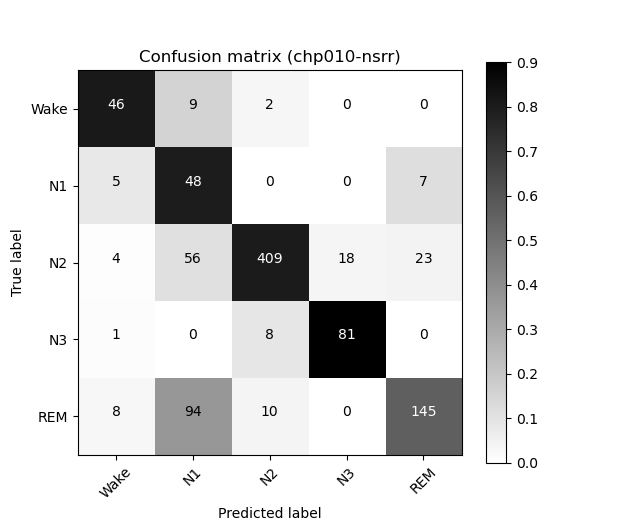 Confusion matrix (chp010-nsrr)
True label
Wake 46 9 2 0 0
N1 5 48 0 0 7
N2 4 56 409 18 23
N3 1 0 8 81 0
REM 8 94 10 0 145
Wake N1 N2 N3 REM
Predicted label
0.9
0.8
0.7
0.6
0.5
0.4
0.3
0.2
0.1
0.0